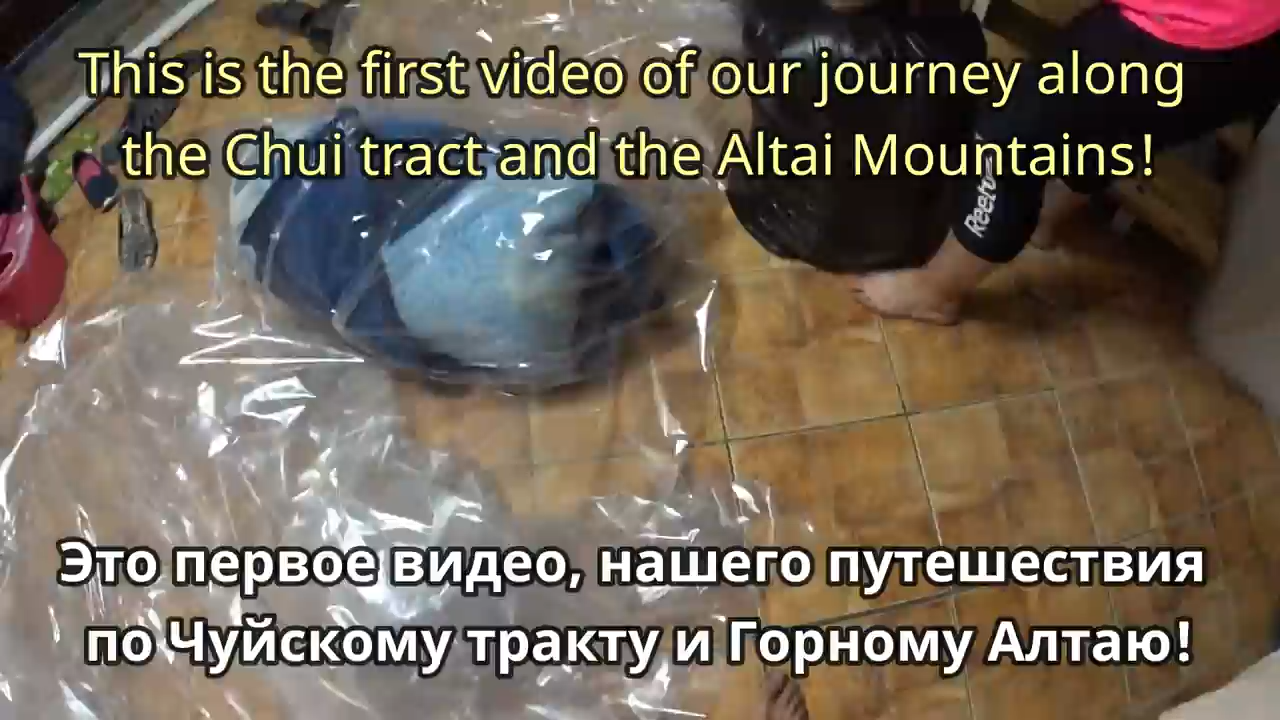 This is the first video of our journey along
the Chui tract and the Altai Mountains!
Reebok
Это первое видео, нашего путешествия
по Чуйскому тракту и Горному Алтаю!